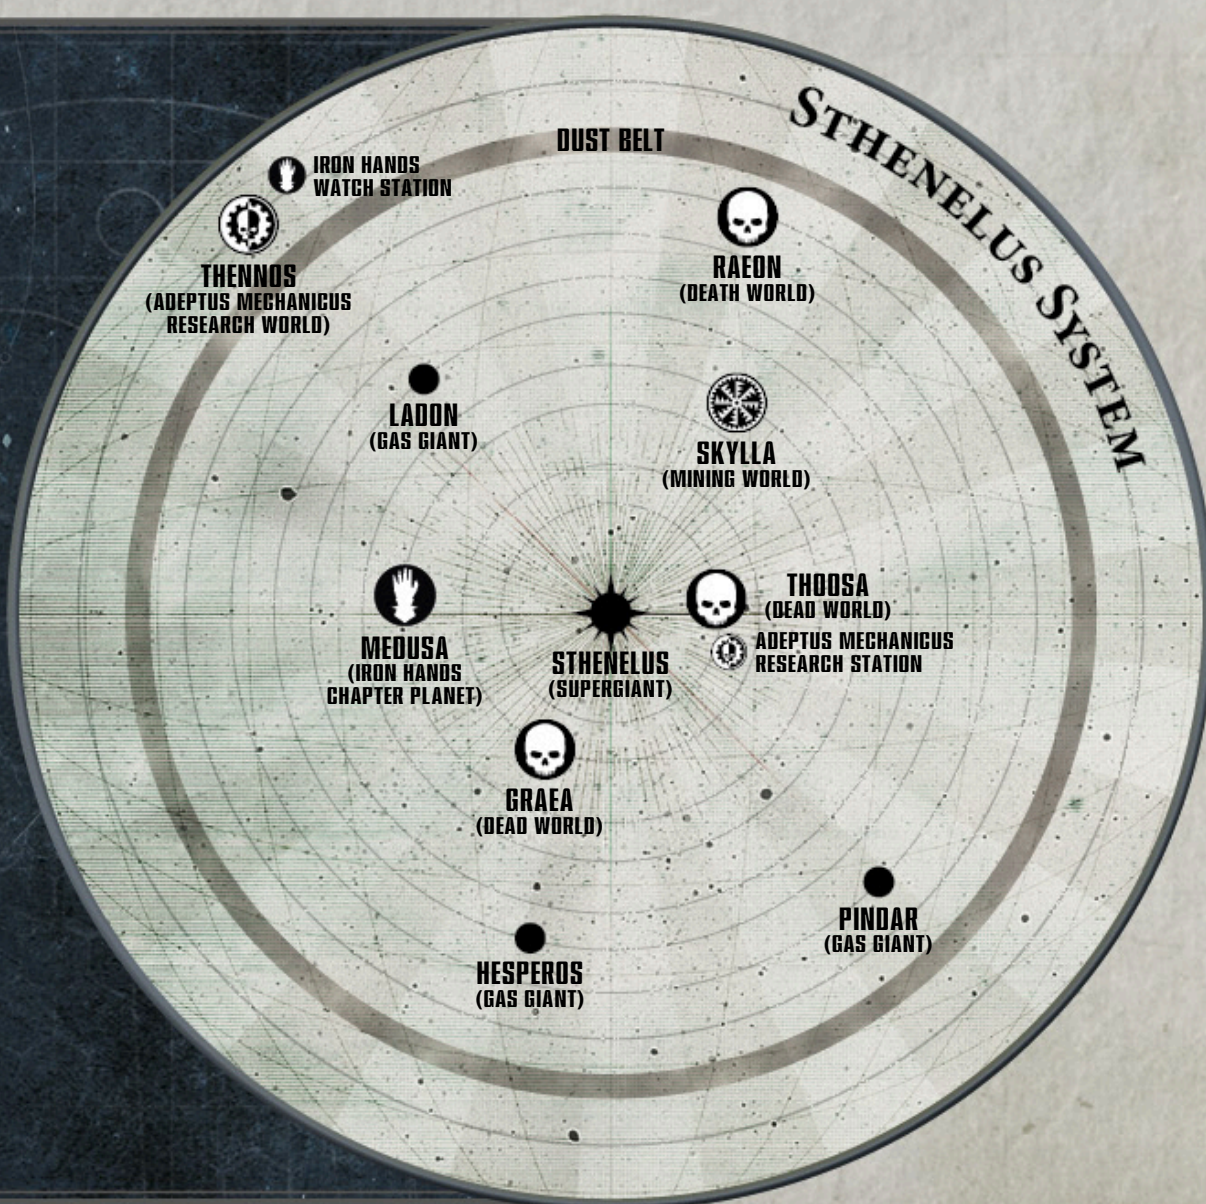 STHENELUS SYSTEM
DUST BELT
IRON HANDS
WATCH STATION
THENNOS
(ADEPTUS MECHANICUS
RESEARCH WORLD)
RAEON
(DEATH WORLD)
LADON
(GAS GIANT)
SKYLLA
(MINING WORLD)
THOOSA
(DEAD WORLD)
ADEPTUS MECHANICUS
RESEARCH STATION
MEDUSA
(IRON HANDS
CHAPTER PLANET)
STHENELUS
(SUPERGIANT)
GRAEA
(DEAD WORLD)
PINDAR
(GAS GIANT)
HESPEROS
(GAS GIANT)